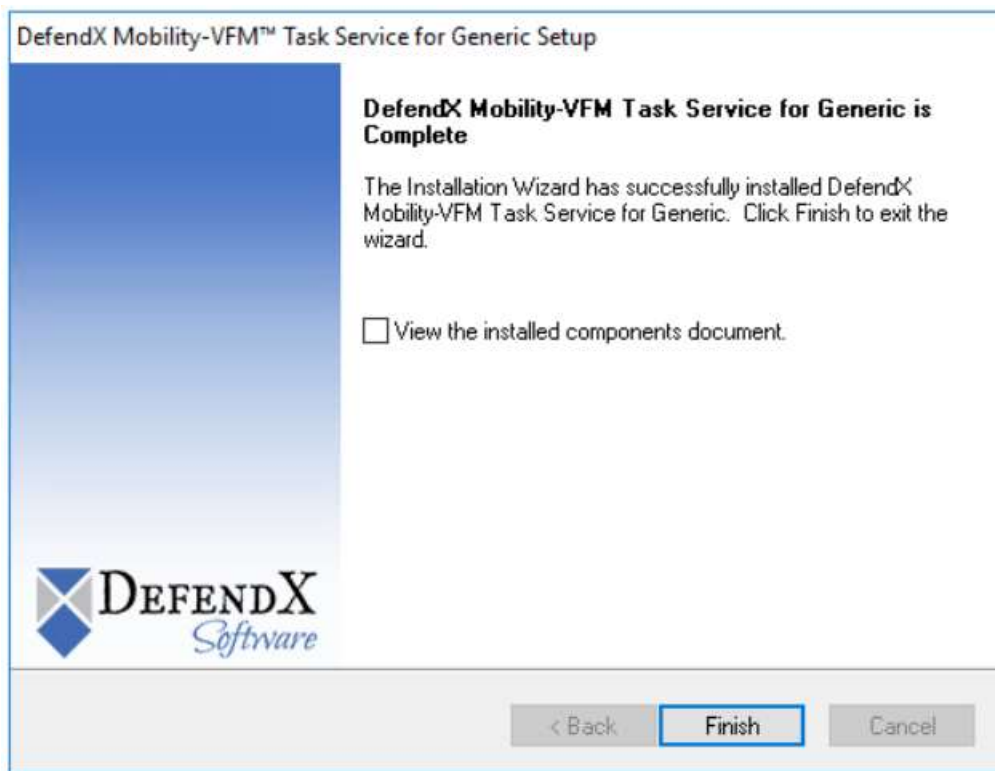 DefendX Mobility-VFM™ Task Service for Generic Setup
DefendX Mobility-VFM Task Service for Generic is
Complete
The Installation Wizard has successfully installed DefendX
Mobility-VFM Task Service for Generic. Click Finish to exit the
wizard.
View the installed components document.
DEFENDX
Software
< Back
Finish
Cancel